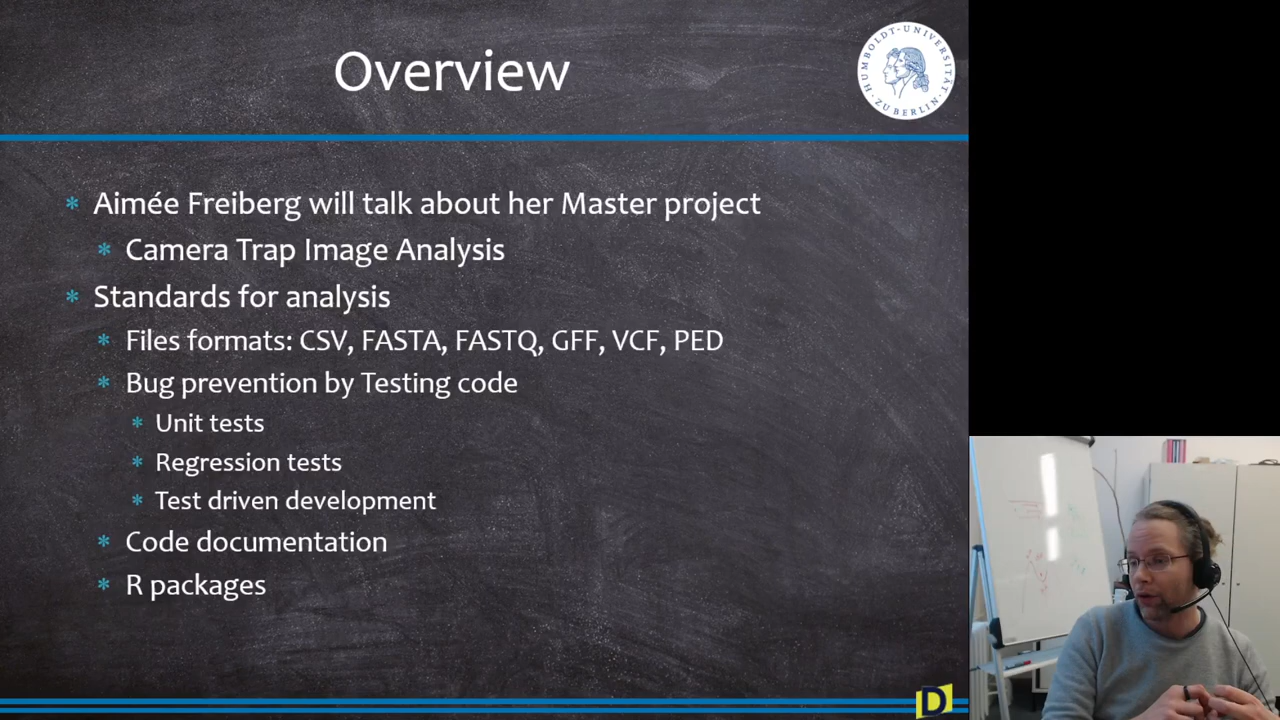 Overview
HUMBOLDT-UNIVERSITÄT
ZU BERLIN
Aimée Freiberg will talk about her Master project
Camera Trap Image Analysis
Standards for analysis
Files formats: CSV, FASTA, FASTQ, GFF, VCF, PED
Bug prevention by Testing code
Unit tests
Regression tests
Test driven development
Code documentation
R packages
D